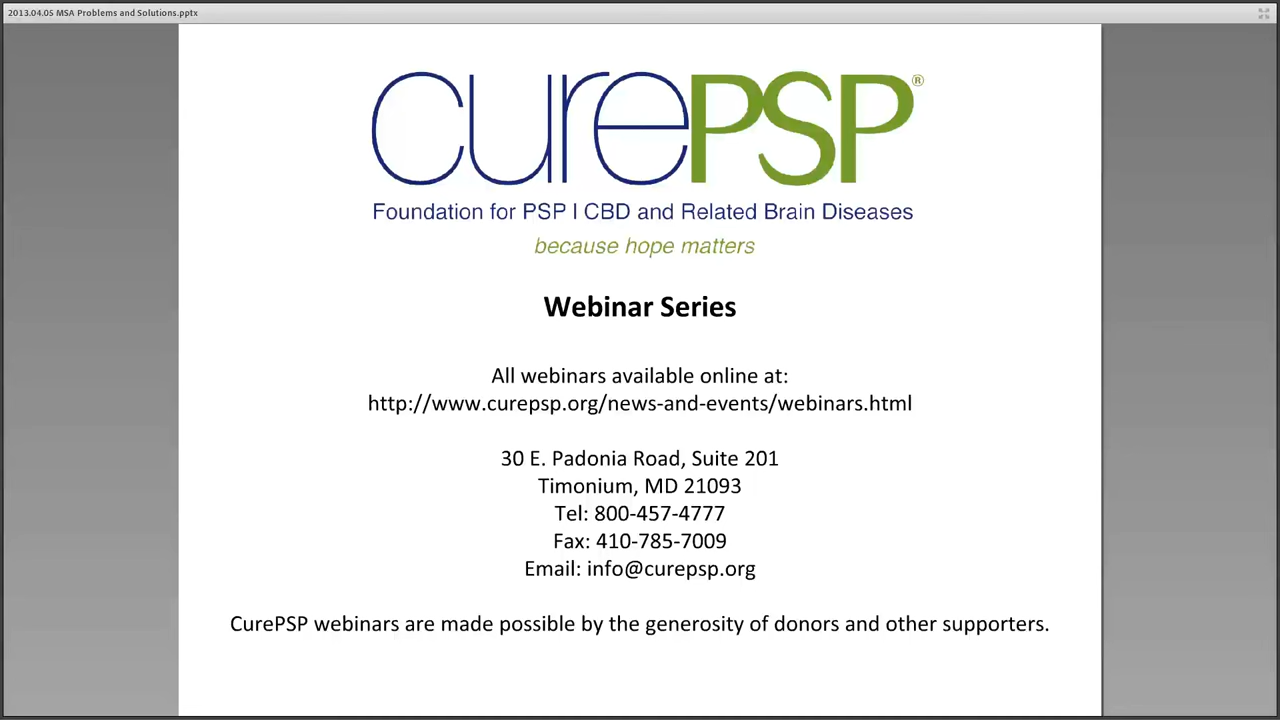 2013.04.05 MSA Problems and Solutions.pptx
curePSP®
Foundation for PSP | CBD and Related Brain Diseases
because hope matters
Webinar Series
All webinars available online at:
http://www.curepsp.org/news-and-events/webinars.html
30 E. Padonia Road, Suite 201
Timonium, MD 21093
Tel: 800-457-4777
Fax: 410-785-7009
Email: info@curepsp.org
CurePSP webinars are made possible by the generosity of donors and other supporters.